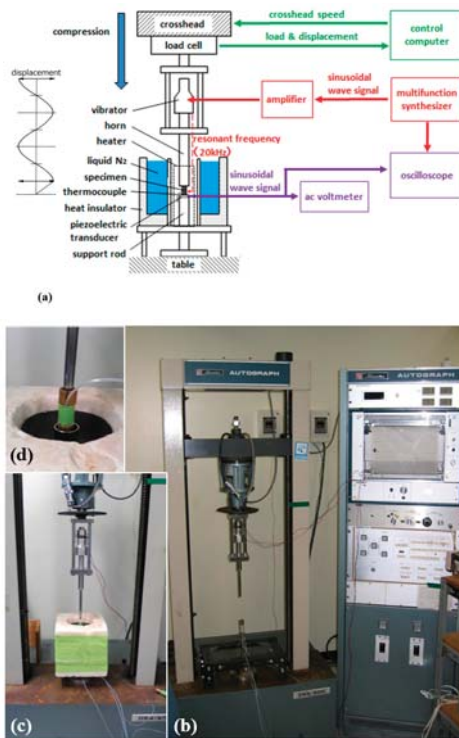 crosshead
crosshead speed
compression
load cell
load & displacement
control
computer
displacement
sinusoidal
wave signal
vibrator
amplifier
multifunction
synthesizer
horn
resonant frequency
(20kHz)
heater
liquid N2
sinusoidal
wave signal
oscilloscope
specimen
thermocouple
ac voltmeter
heat insulator
piezoelectric
transducer
support rod
table
(a)
AUTOGRAPH
AUTOGRAPH
(d)
(c)
(b)